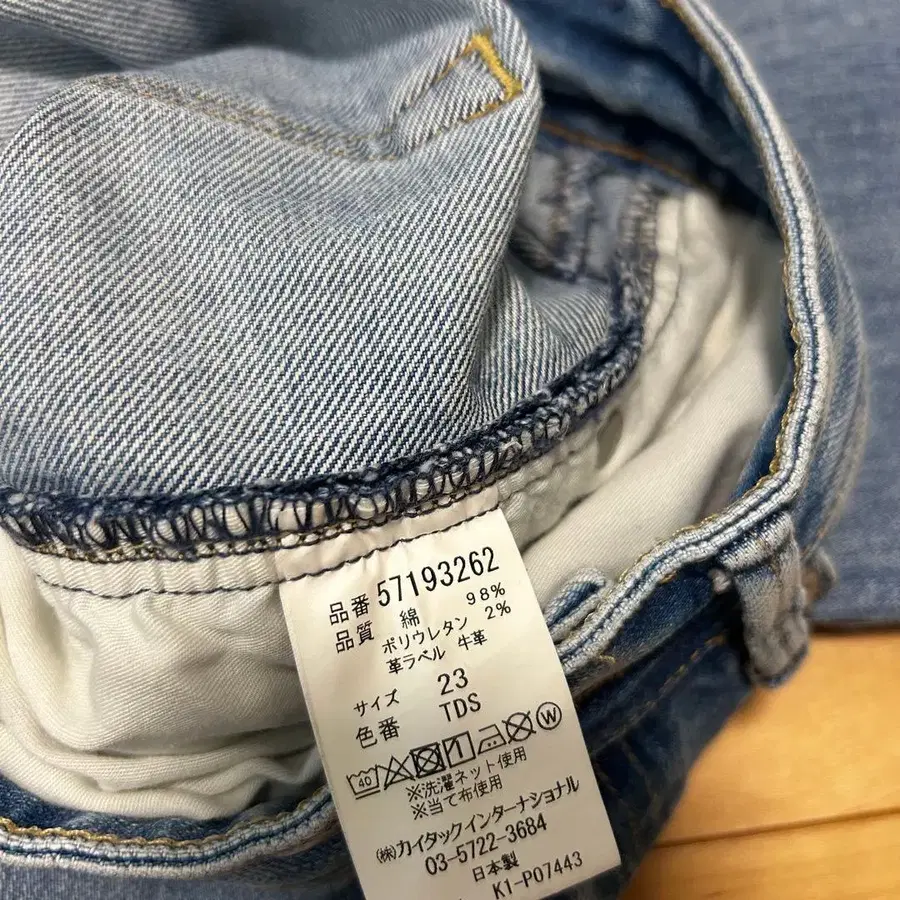 品番 57193262
品質 綿 98%
ポリウレタン 2%
革ラベル 牛革
サイズ 23
色番 TDS
40 W
※洗濯ネット使用
※当て布使用
㈱カイタックインターナショナル
03-5722-3684
日本製
K1-P07443